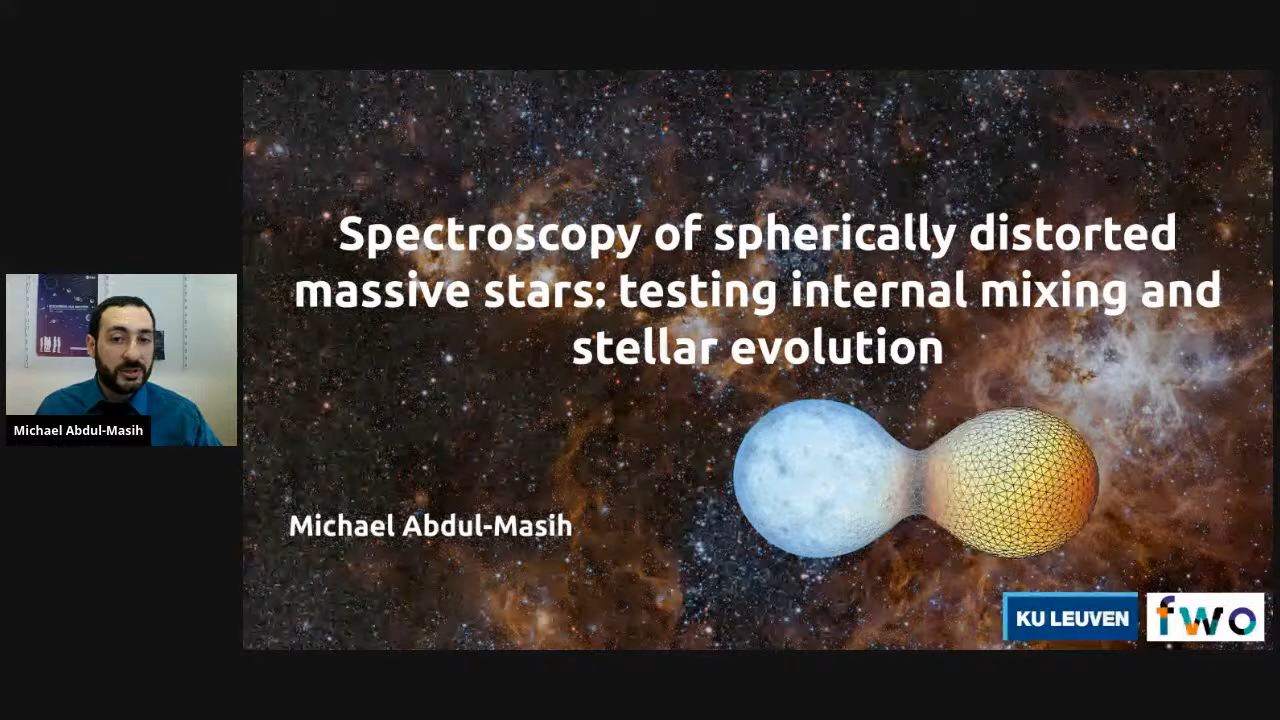 Spectroscopy of spherically distorted
massive stars: testing internal mixing and
stellar evolution
Michael Abdul-Masih
Michael Abdul-Masih
KU LEUVEN
fwo